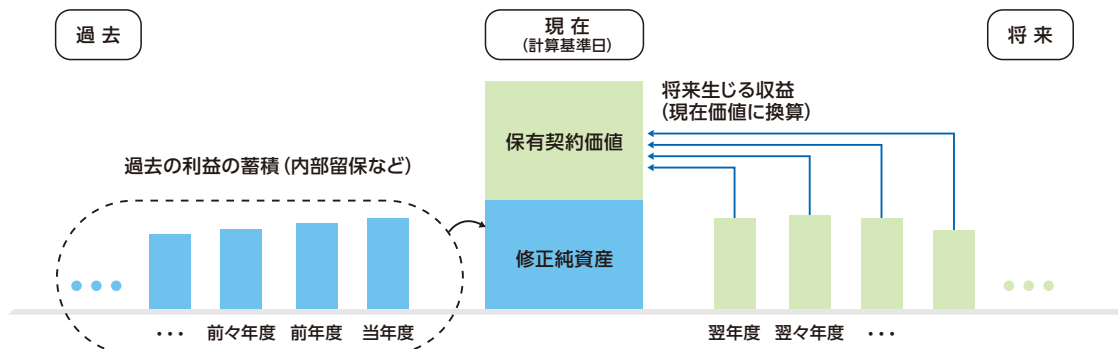 過去
現在
(計算基準日)
将来
将来生じる収益
(現在価値に換算)
保有契約価値
過去の利益の蓄積(内部留保など)
修正純資産
･･･
前々年度
前年度
当年度
翌年度
翌々年度
･･･